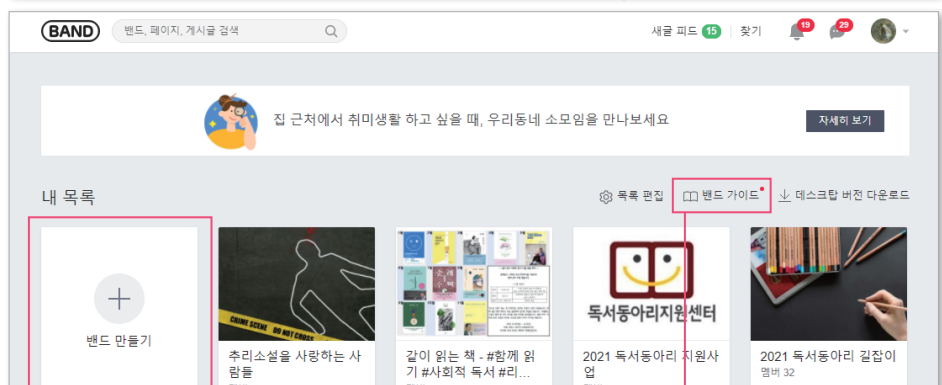 BAND
밴드, 페이지, 게시글 검색
새글 피드 15
찾기
19
29
집 근처에서 취미생활 하고 싶을 때, 우리동네 소모임을 만나보세요
자세히 보기
내 목록
목록 편집
밴드 가이드
데스크탑 버전 다운로드
밴드 만들기
CRIME SCENE DO NOT CROSS
추리소설을 사랑하는 사
람들
같이 읽는 책 - #함께 읽
기 #사회적 독서 #리...
독서동아리지원센터
2021 독서동아리 지원사
업
2021 독서동아리 길잡이
멤버 32